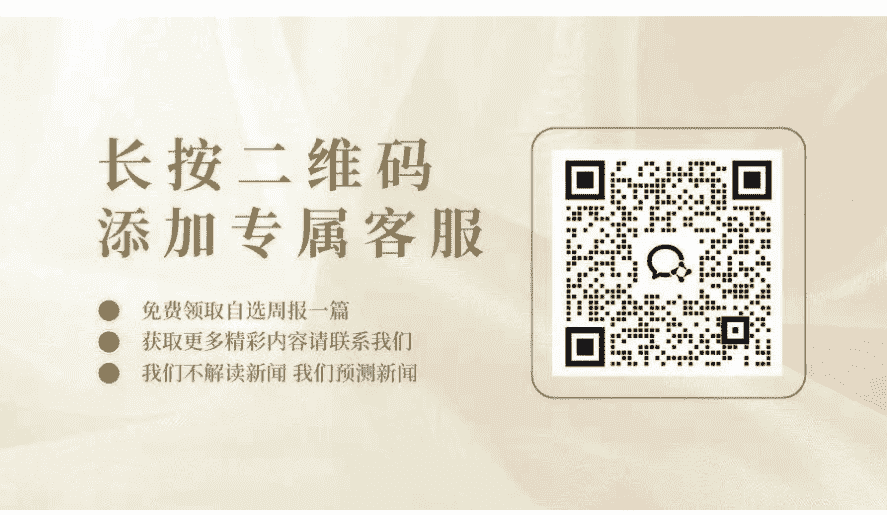 长按二维码
添加专属客服
免费领取自选周报一篇
获取更多精彩内容请联系我们
我们不解读新闻 我们预测新闻